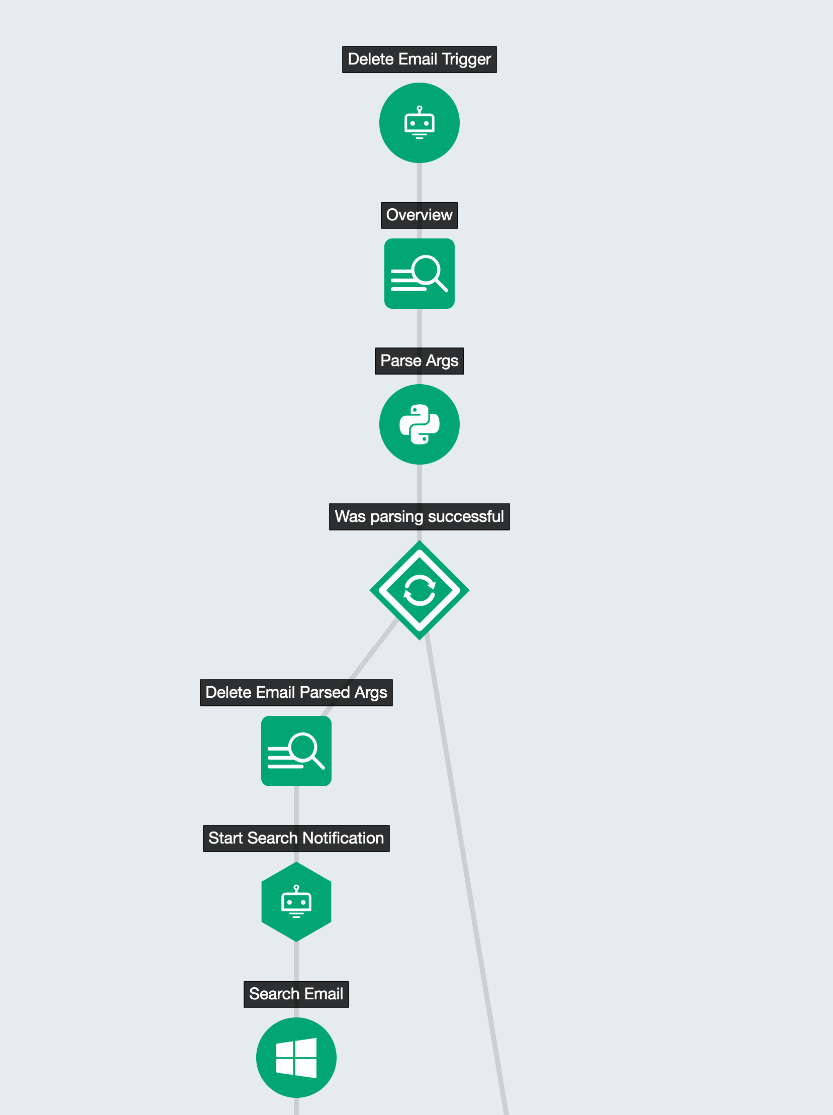 Delete Email Trigger
Overview
Parse Args
Was parsing successful
Delete Email Parsed Args
Start Search Notification
Search Email